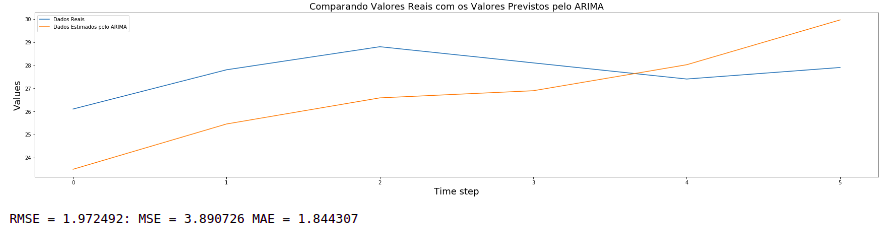 Comparando Valores Reais com os Valores Previstos pelo ARIMA
Dados Reais
Dados Estimados pelo ARIMA
30
29
28
27
26
25
24
Values
0 1 2 3 4 5
Time step
RMSE = 1.972492: MSE = 3.890726 MAE = 1.844307